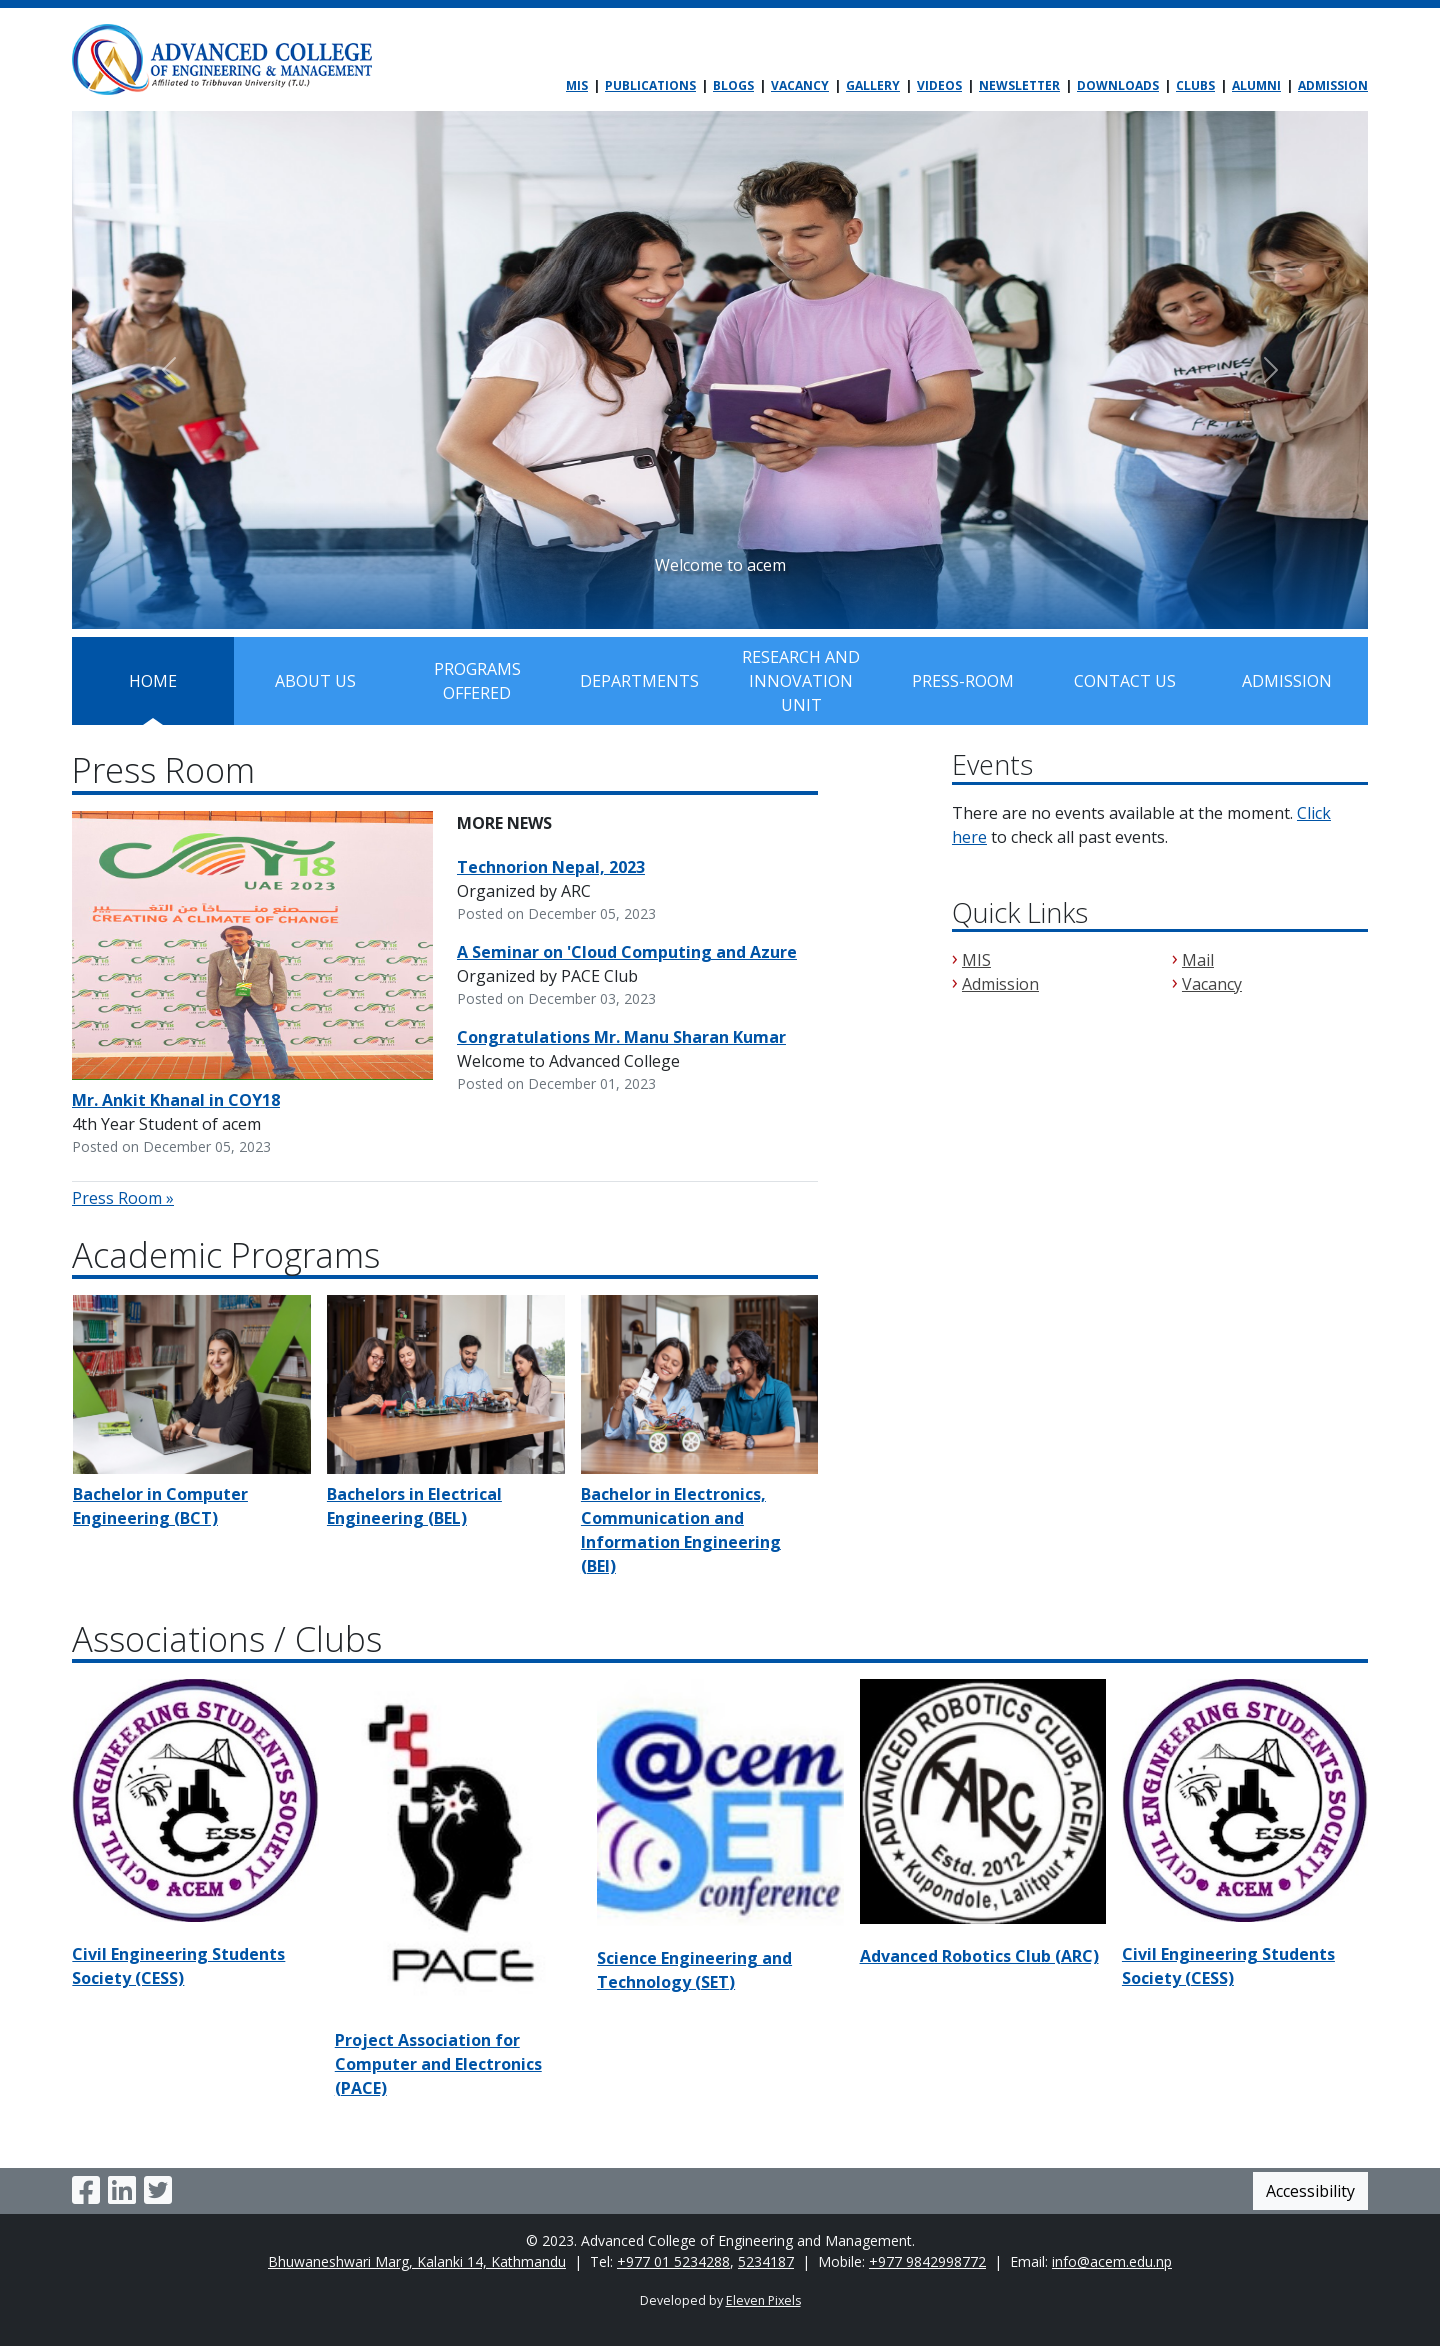 ADVANCED COLLEGE
OF ENGINEERING & MANAGEMENT
Affiliated to Tribhuvan University (T.U.)
MIS | PUBLICATIONS | BLOGS | VACANCY | GALLERY | VIDEOS | NEWSLETTER | DOWNLOADS | CLUBS | ALUMNI | ADMISSION
HAPPINESS
Welcome to acem
HOME
ABOUT US
PROGRAMS
OFFERED
DEPARTMENTS
RESEARCH AND
INNOVATION
UNIT
PRESS-ROOM
CONTACT US
ADMISSION
Press Room
COY18
UAE 2023
CREATING A CLIMATE OF CHANGE
Mr. Ankit Khanal in COY18
4th Year Student of acem
Posted on December 05, 2023
MORE NEWS
Technorion Nepal, 2023
Organized by ARC
Posted on December 05, 2023
A Seminar on 'Cloud Computing and Azure
Organized by PACE Club
Posted on December 03, 2023
Congratulations Mr. Manu Sharan Kumar
Welcome to Advanced College
Posted on December 01, 2023
Press Room »
Events
There are no events available at the moment. Click
here to check all past events.
Quick Links
› MIS
› Mail
› Admission
› Vacancy
Academic Programs
Bachelor in Computer
Engineering (BCT)
Bachelors in Electrical
Engineering (BEL)
Bachelor in Electronics,
Communication and
Information Engineering
(BEI)
Associations / Clubs
CIVIL ENGINEERING STUDENTS SOCIETY
CESS
ACEM
Civil Engineering Students
Society (CESS)
PACE
Project Association for
Computer and Electronics
(PACE)
@cem
SET
conference
Science Engineering and
Technology (SET)
ADVANCED ROBOTICS CLUB, ACEM
ARC
Estd. 2012
★ Kupondole, Lalitpur ★
Advanced Robotics Club (ARC)
CIVIL ENGINEERING STUDENTS SOCIETY
CESS
ACEM
Civil Engineering Students
Society (CESS)
Accessibility
© 2023. Advanced College of Engineering and Management.
Bhuwaneshwari Marg, Kalanki 14, Kathmandu | Tel: +977 01 5234288, 5234187 | Mobile: +977 9842998772 | Email: info@acem.edu.np
Developed by Eleven Pixels